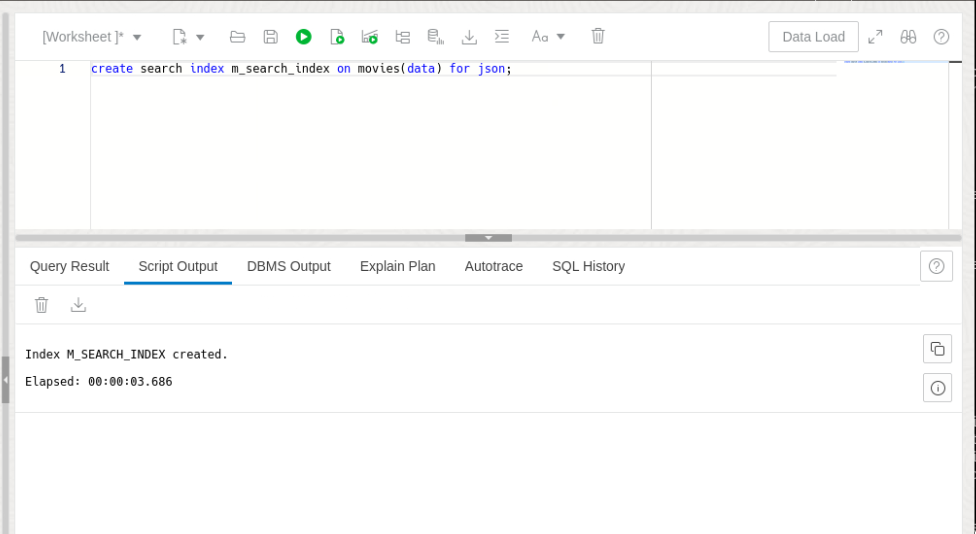 [Worksheet ]*
Aa
Data Load
1 create search index m_search_index on movies(data) for json;
Query Result Script Output DBMS Output Explain Plan Autotrace SQL History
Index M_SEARCH_INDEX created.
Elapsed: 00:00:03.686